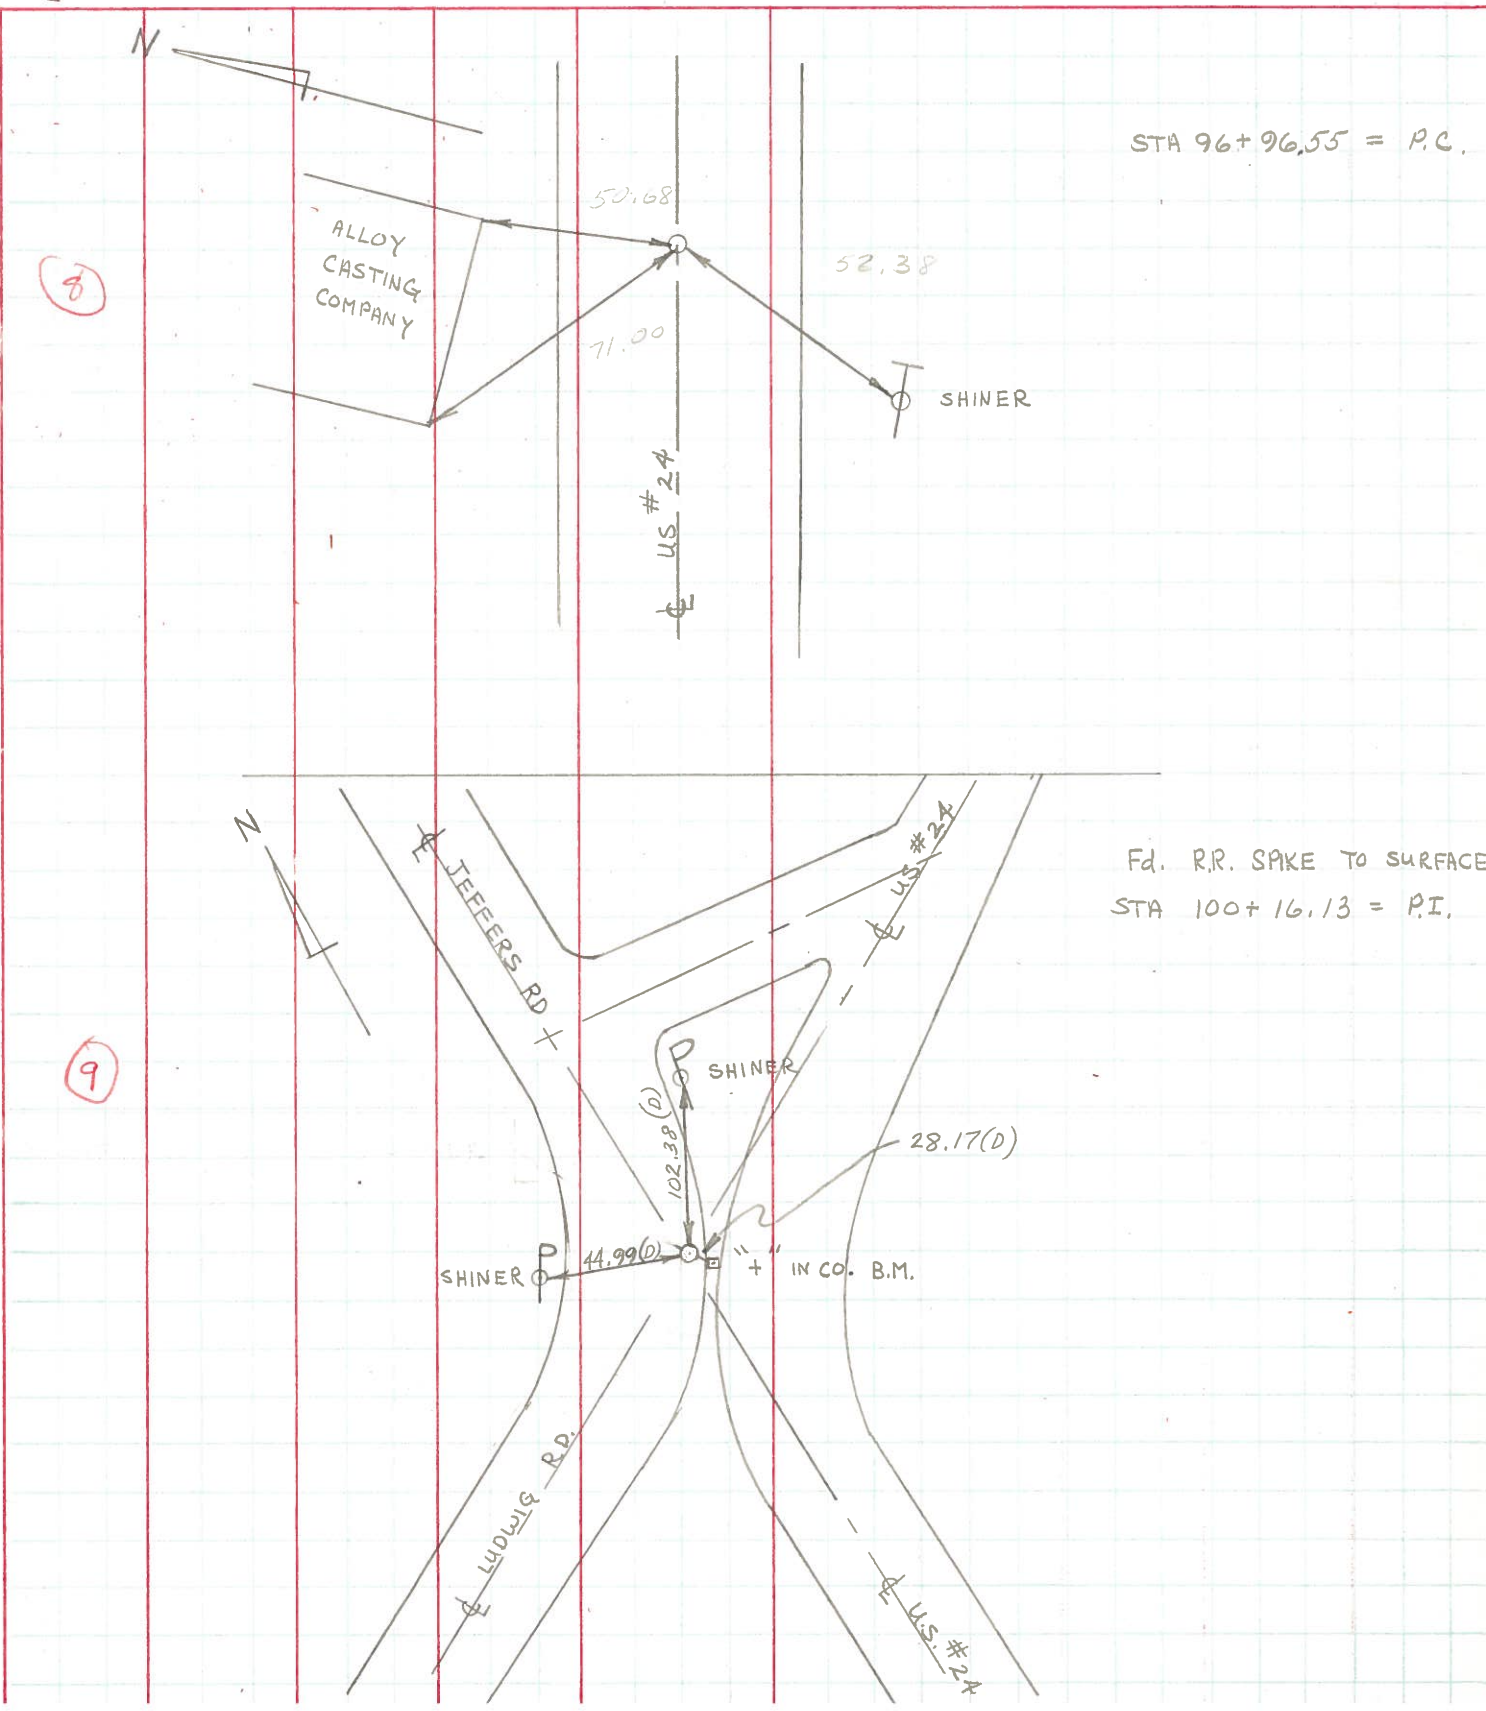 N
STA 96+96.55 = P.C.
50.68
ALLOY
CASTING
COMPANY
52.38
8
71.00
SHINER
℄ US #24
N
℄ JEFFERS RD
℄ US #24
Fd. R.R. SPIKE TO SURFACE
STA 100+16.13 = P.I.
9
P SHINER
102.38 (D)
28.17(D)
P
SHINER
44.99(D)
"+" IN CO. B.M.
℄ LUDWIG RD.
℄ U.S. #24